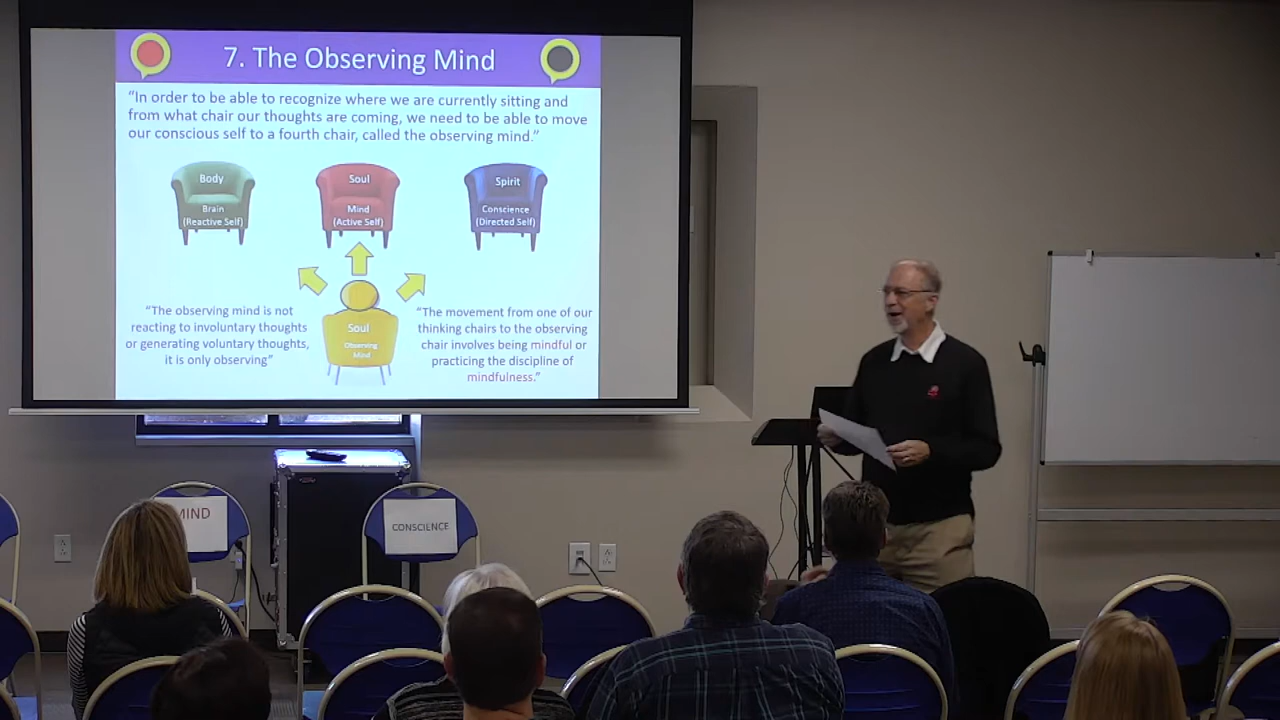 7. The Observing Mind
“In order to be able to recognize where we are currently sitting and
from what chair our thoughts are coming, we need to be able to move
our conscious self to a fourth chair, called the observing mind.”
Body
Brain
(Reactive Self)
Soul
Mind
(Active Self)
Spirit
Conscience
(Directed Self)
“The observing mind is not
reacting to involuntary thoughts
or generating voluntary thoughts,
it is only observing”
Soul
Observing
Mind
“The movement from one of our
thinking chairs to the observing
chair involves being mindful or
practicing the discipline of
mindfulness.”
MIND
CONSCIENCE